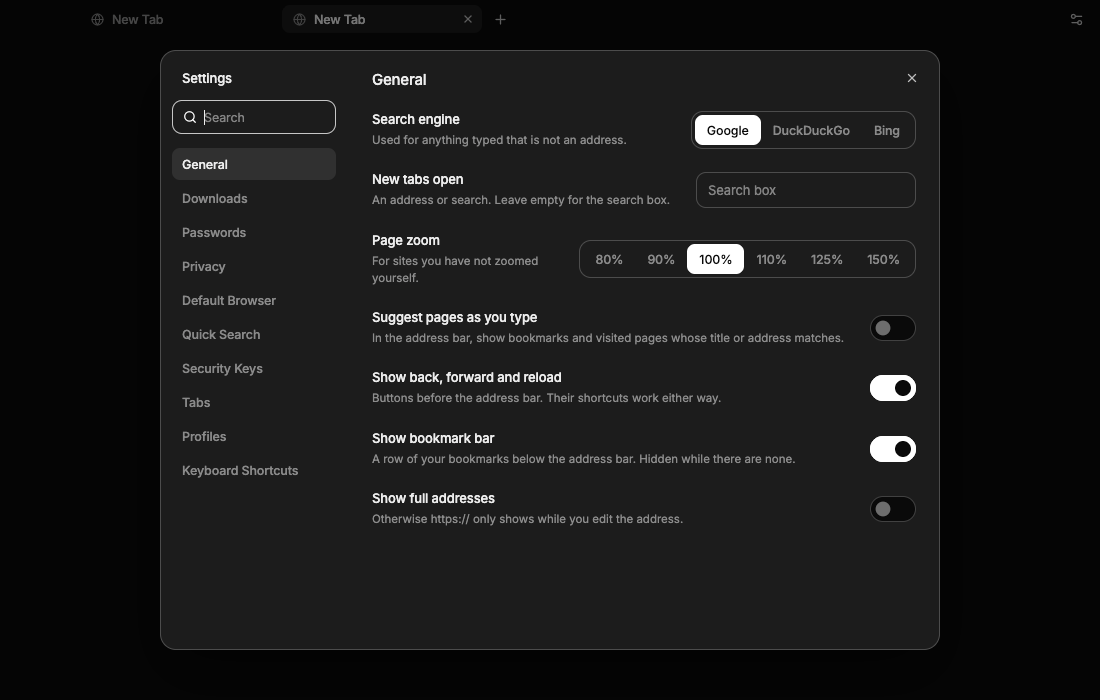 New Tab
New Tab
Settings
Search
General
Downloads
Passwords
Privacy
Default Browser
Quick Search
Security Keys
Tabs
Profiles
Keyboard Shortcuts
General
Search engine
Used for anything typed that is not an address.
Google DuckDuckGo Bing
New tabs open
An address or search. Leave empty for the search box.
Search box
Page zoom
For sites you have not zoomed
yourself.
80% 90% 100% 110% 125% 150%
Suggest pages as you type
In the address bar, show bookmarks and visited pages whose title or address matches.
Show back, forward and reload
Buttons before the address bar. Their shortcuts work either way.
Show bookmark bar
A row of your bookmarks below the address bar. Hidden while there are none.
Show full addresses
Otherwise https:// only shows while you edit the address.